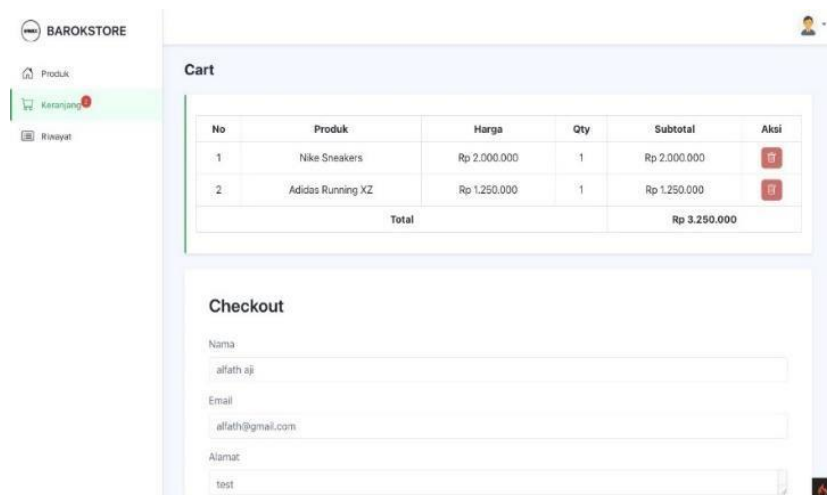 BAROKSTORE
Produk
Keranjang 2
Riwayat
Cart
No Produk Harga Qty Subtotal Aksi
1 Nike Sneakers Rp 2.000.000 1 Rp 2.000.000
2 Adidas Running XZ Rp 1.250.000 1 Rp 1.250.000
Total Rp 3.250.000
Checkout
Nama
alfath aji
Email
alfath@gmail.com
Alamat
test